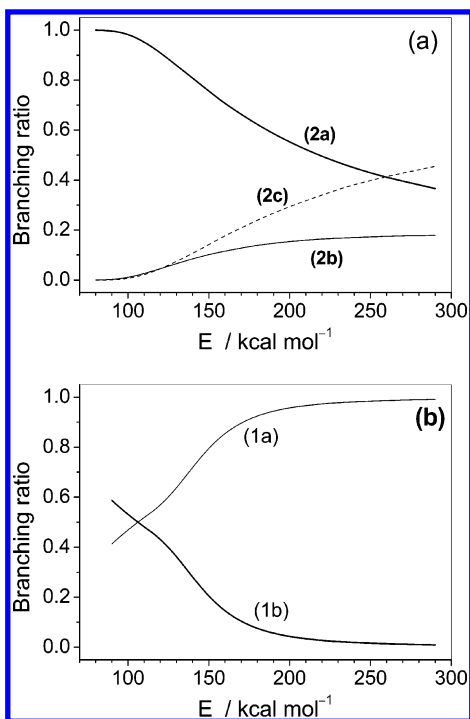 (a)
Branching ratio
1.0
0.8
0.6
0.4
0.2
0.0
(2a)
(2c)
(2b)
100 150 200 250 300
E / kcal mol⁻¹
(b)
Branching ratio
1.0
0.8
0.6
0.4
0.2
0.0
(1a)
(1b)
100 150 200 250 300
E / kcal mol⁻¹